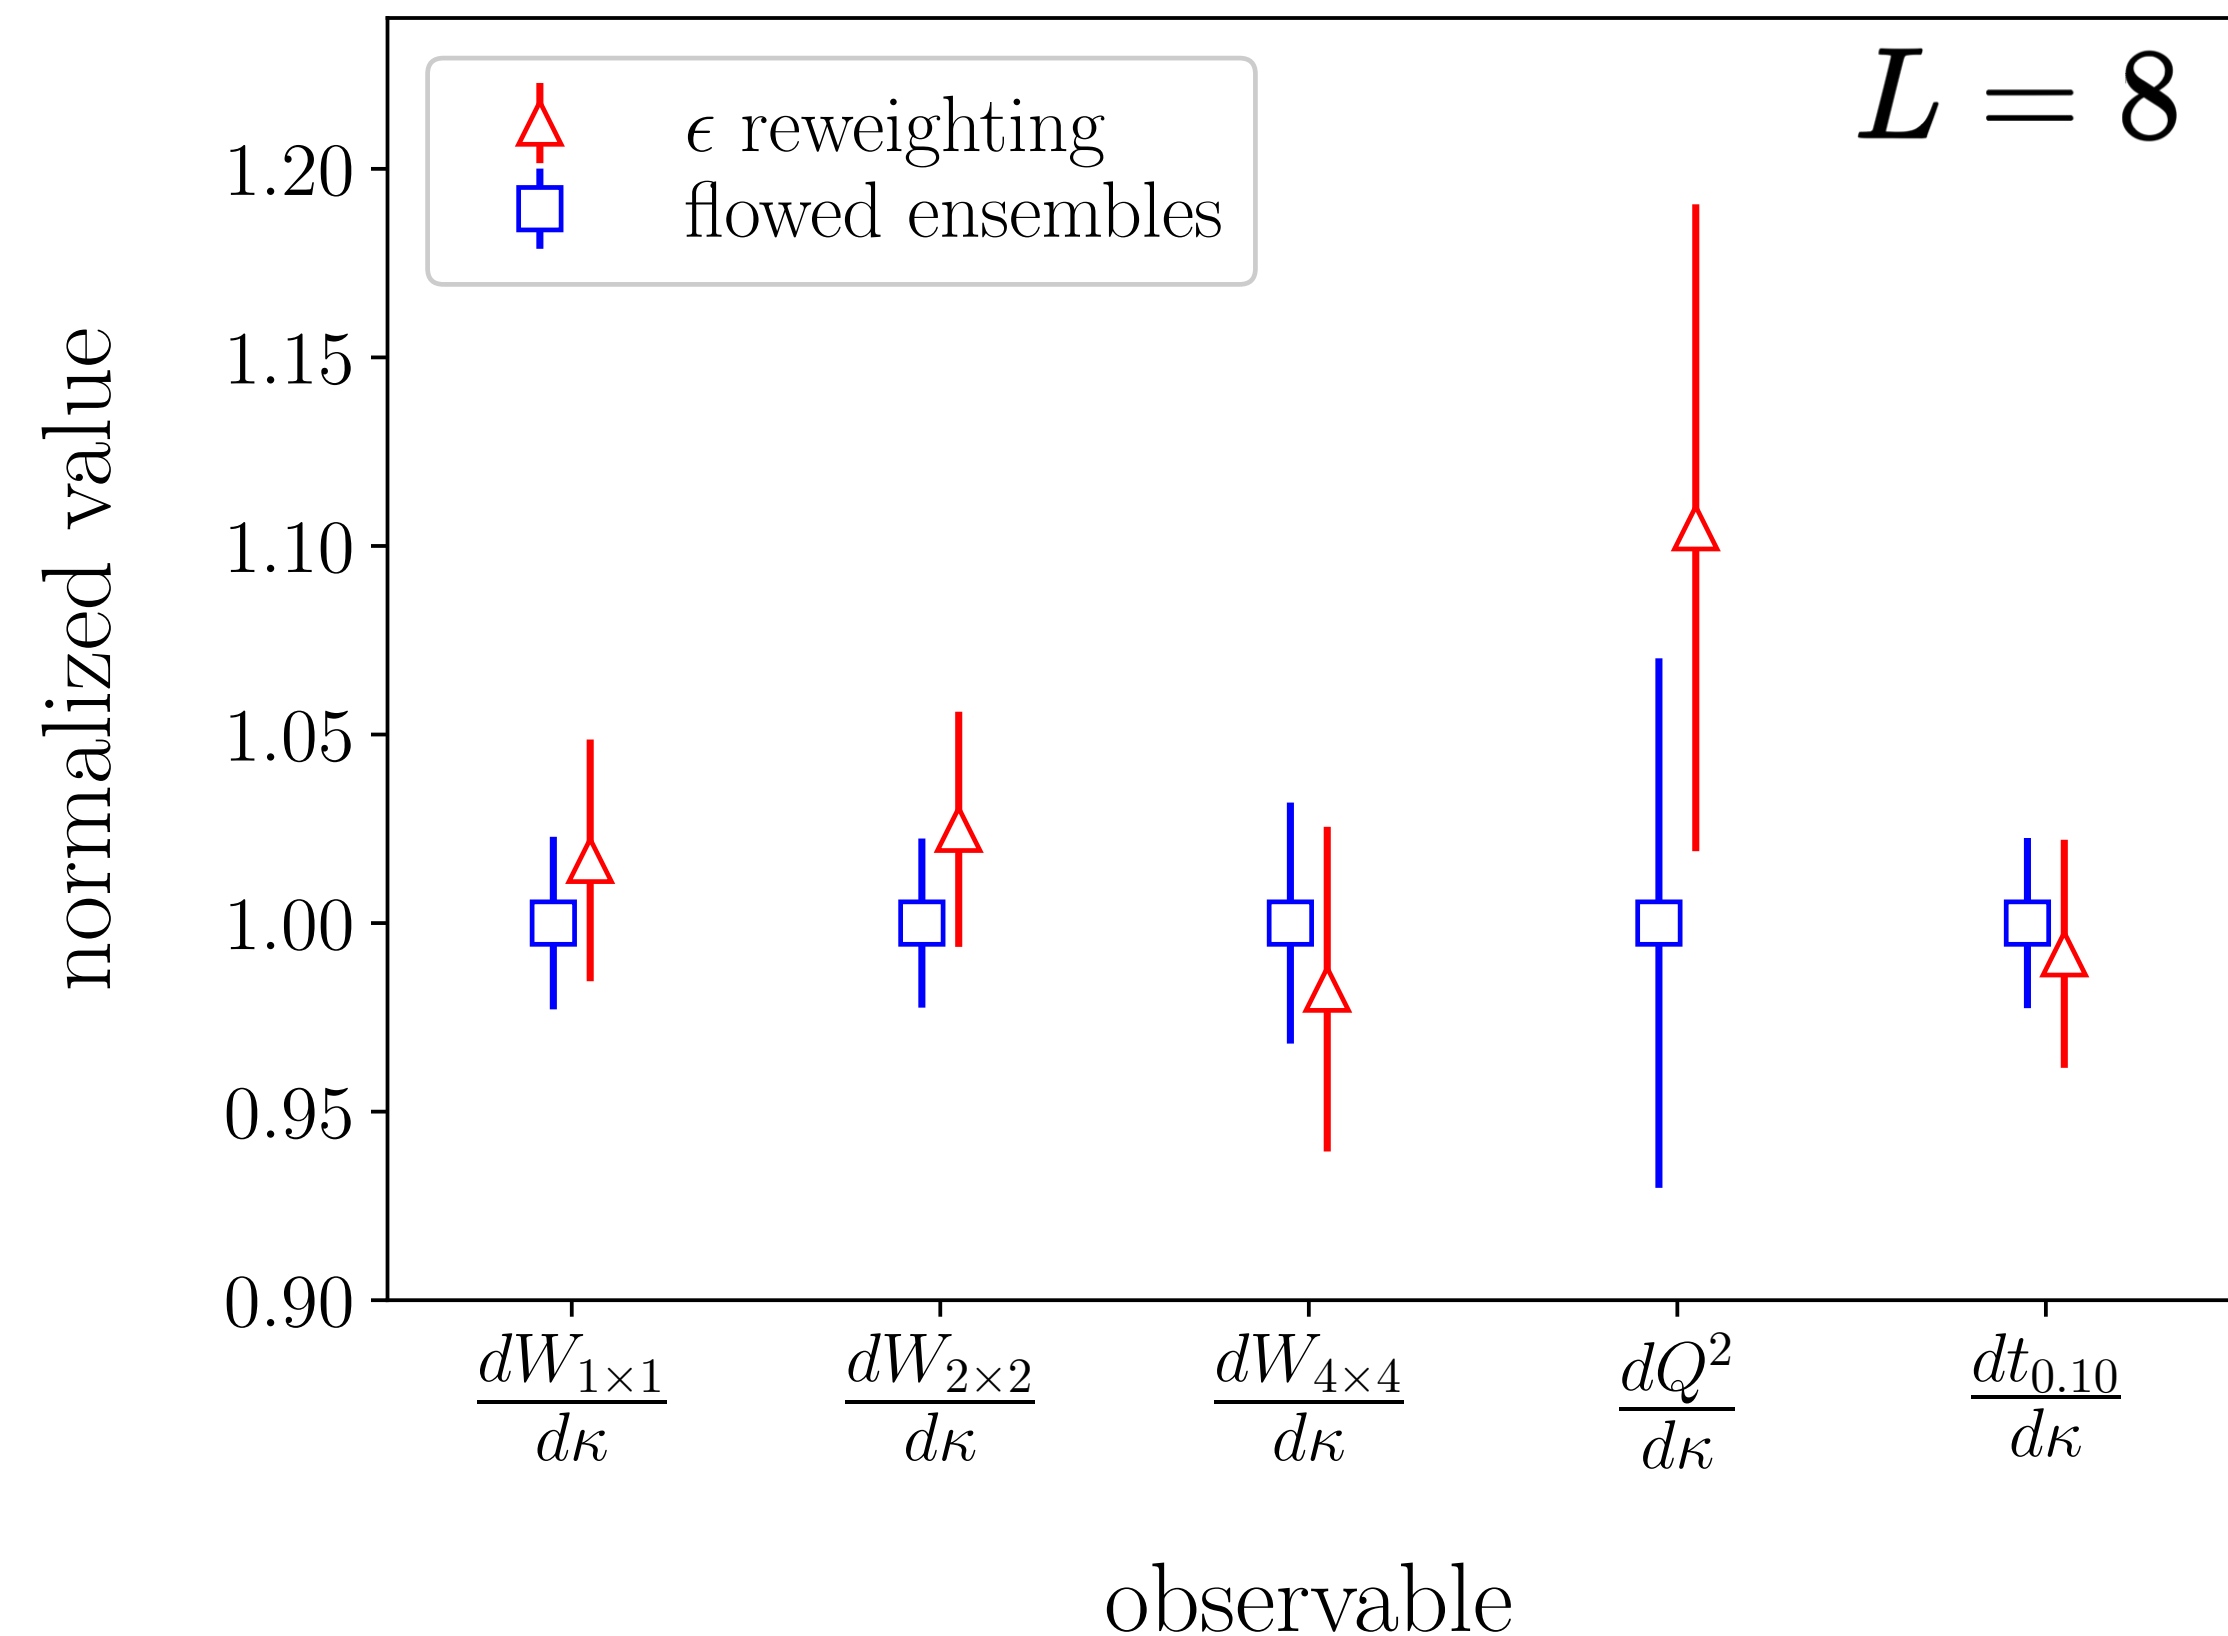 L = 8
ϵ reweighting
flowed ensembles
normalized value
1.20
1.15
1.10
1.05
1.00
0.95
0.90
dW1×1/dκ
dW2×2/dκ
dW4×4/dκ
dQ²/dκ
dt0.10/dκ
observable